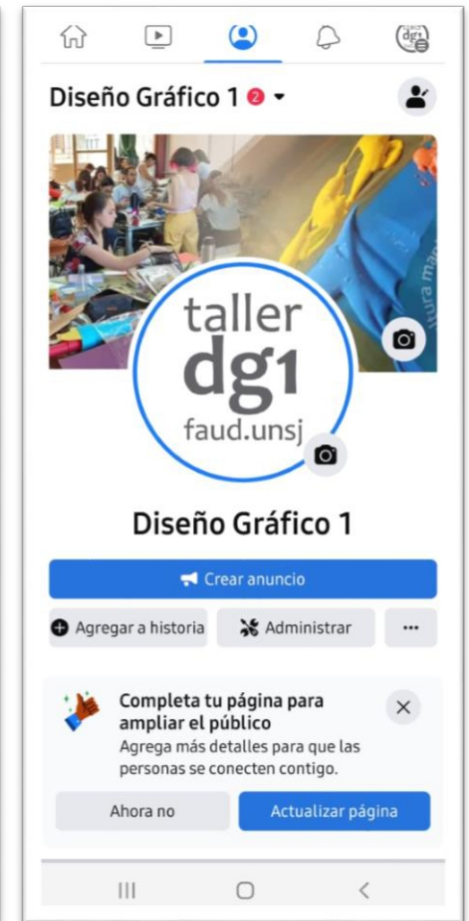 dg1
Diseño Gráfico 1 2
taller
dg1
faud.unsj
Diseño Gráfico 1
Crear anuncio
Agregar a historia
Administrar
Completa tu página para
ampliar el público
Agrega más detalles para que las
personas se conecten contigo.
Ahora no
Actualizar página